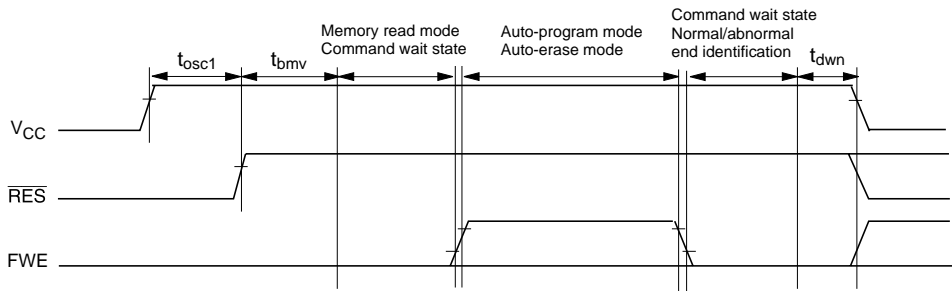 Memory read mode
Command wait state
Auto-program mode
Auto-erase mode
Command wait state
Normal/abnormal
end identification
tosc1
tbmv
tdwn
VCC
RES
FWE